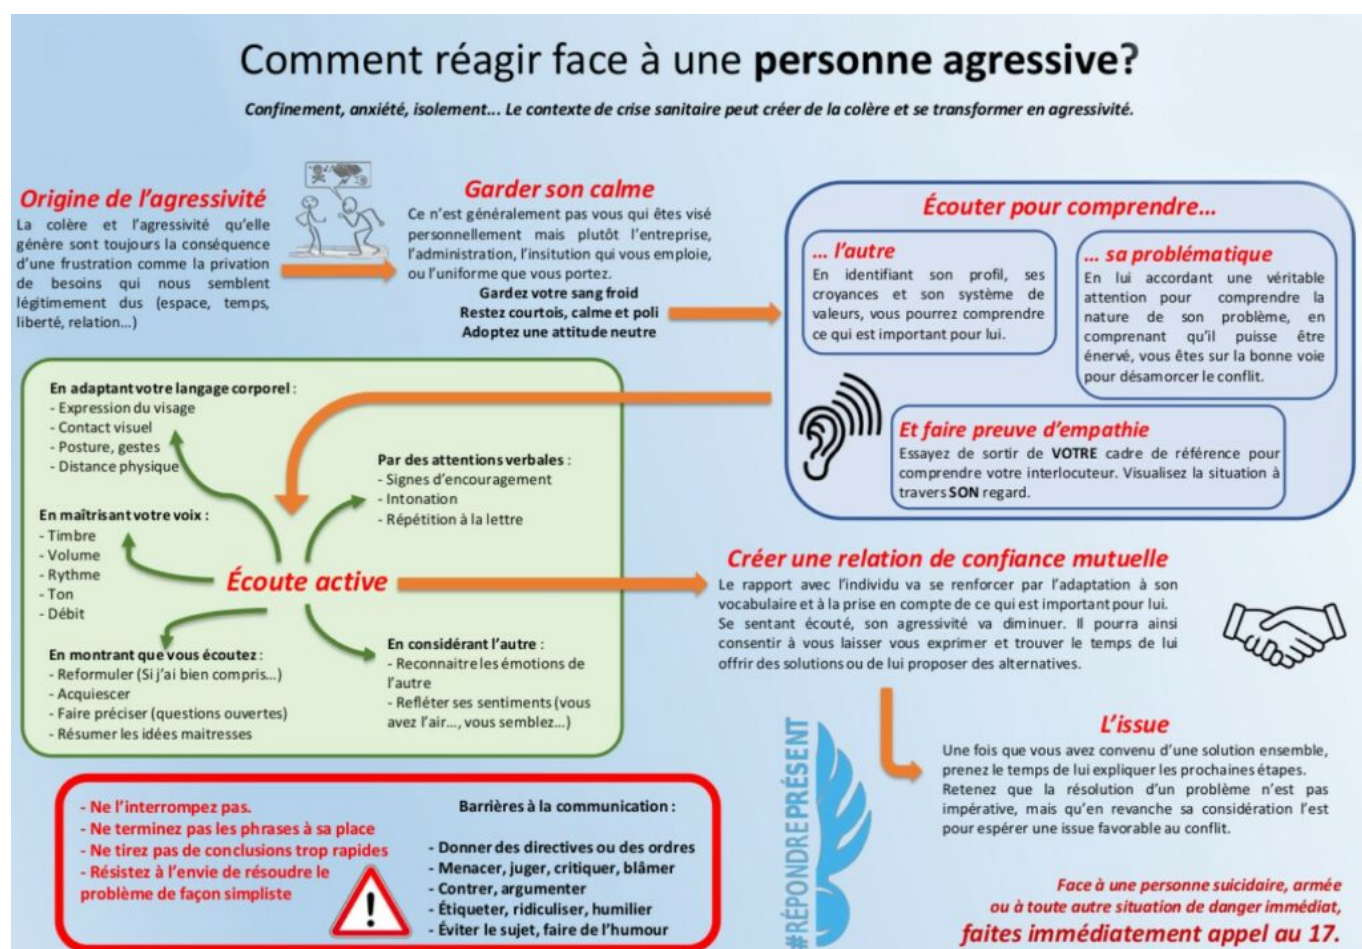 Comment réagir face à une personne agressive?
Confinement, anxiété, isolement... Le contexte de crise sanitaire peut créer de la colère et se transformer en agressivité.
Origine de l'agressivité
La colère et l'agressivité qu'elle
génère sont toujours la conséquence
d'une frustration comme la privation
de besoins qui nous semblent
légitimement dus (espace, temps,
liberté, relation...)
Garder son calme
Ce n'est généralement pas vous qui êtes visé
personnellement mais plutôt l'entreprise,
l'administration, l'insitution qui vous emploie,
ou l'uniforme que vous portez.
Gardez votre sang froid
Restez courtois, calme et poli
Adoptez une attitude neutre
Écouter pour comprendre...
... l'autre
En identifiant son profil, ses
croyances et son système de
valeurs, vous pourrez comprendre
ce qui est important pour lui.
... sa problématique
En lui accordant une véritable
attention pour comprendre la
nature de son problème, en
comprenant qu'il puisse être
énervé, vous êtes sur la bonne voie
pour désamorcer le conflit.
Et faire preuve d'empathie
Essayez de sortir de VOTRE cadre de référence pour
comprendre votre interlocuteur. Visualisez la situation à
travers SON regard.
En adaptant votre langage corporel :
- Expression du visage
- Contact visuel
- Posture, gestes
- Distance physique
Par des attentions verbales :
- Signes d'encouragement
- Intonation
- Répétition à la lettre
En maîtrisant votre voix :
- Timbre
- Volume
- Rythme
- Ton
- Débit
Écoute active
En montrant que vous écoutez :
- Reformuler (Si j'ai bien compris...)
- Acquiescer
- Faire préciser (questions ouvertes)
- Résumer les idées maitresses
En considérant l'autre :
- Reconnaitre les émotions de
l'autre
- Refléter ses sentiments (vous
avez l'air..., vous semblez...)
Créer une relation de confiance mutuelle
Le rapport avec l'individu va se renforcer par l'adaptation à son
vocabulaire et à la prise en compte de ce qui est important pour lui.
Se sentant écouté, son agressivité va diminuer. Il pourra ainsi
consentir à vous laisser vous exprimer et trouver le temps de lui
offrir des solutions ou de lui proposer des alternatives.
L'issue
Une fois que vous avez convenu d'une solution ensemble,
prenez le temps de lui expliquer les prochaines étapes.
Retenez que la résolution d'un problème n'est pas
impérative, mais qu'en revanche sa considération l'est
pour espérer une issue favorable au conflit.
- Ne l'interrompez pas.
- Ne terminez pas les phrases à sa place
- Ne tirez pas de conclusions trop rapides
- Résistez à l'envie de résoudre le
problème de façon simpliste
!
Barrières à la communication :
- Donner des directives ou des ordres
- Menacer, juger, critiquer, blâmer
- Contrer, argumenter
- Étiqueter, ridiculiser, humilier
- Éviter le sujet, faire de l'humour
#RÉPONDREPRÉSENT
Face à une personne suicidaire, armée
ou à toute autre situation de danger immédiat,
faites immédiatement appel au 17.